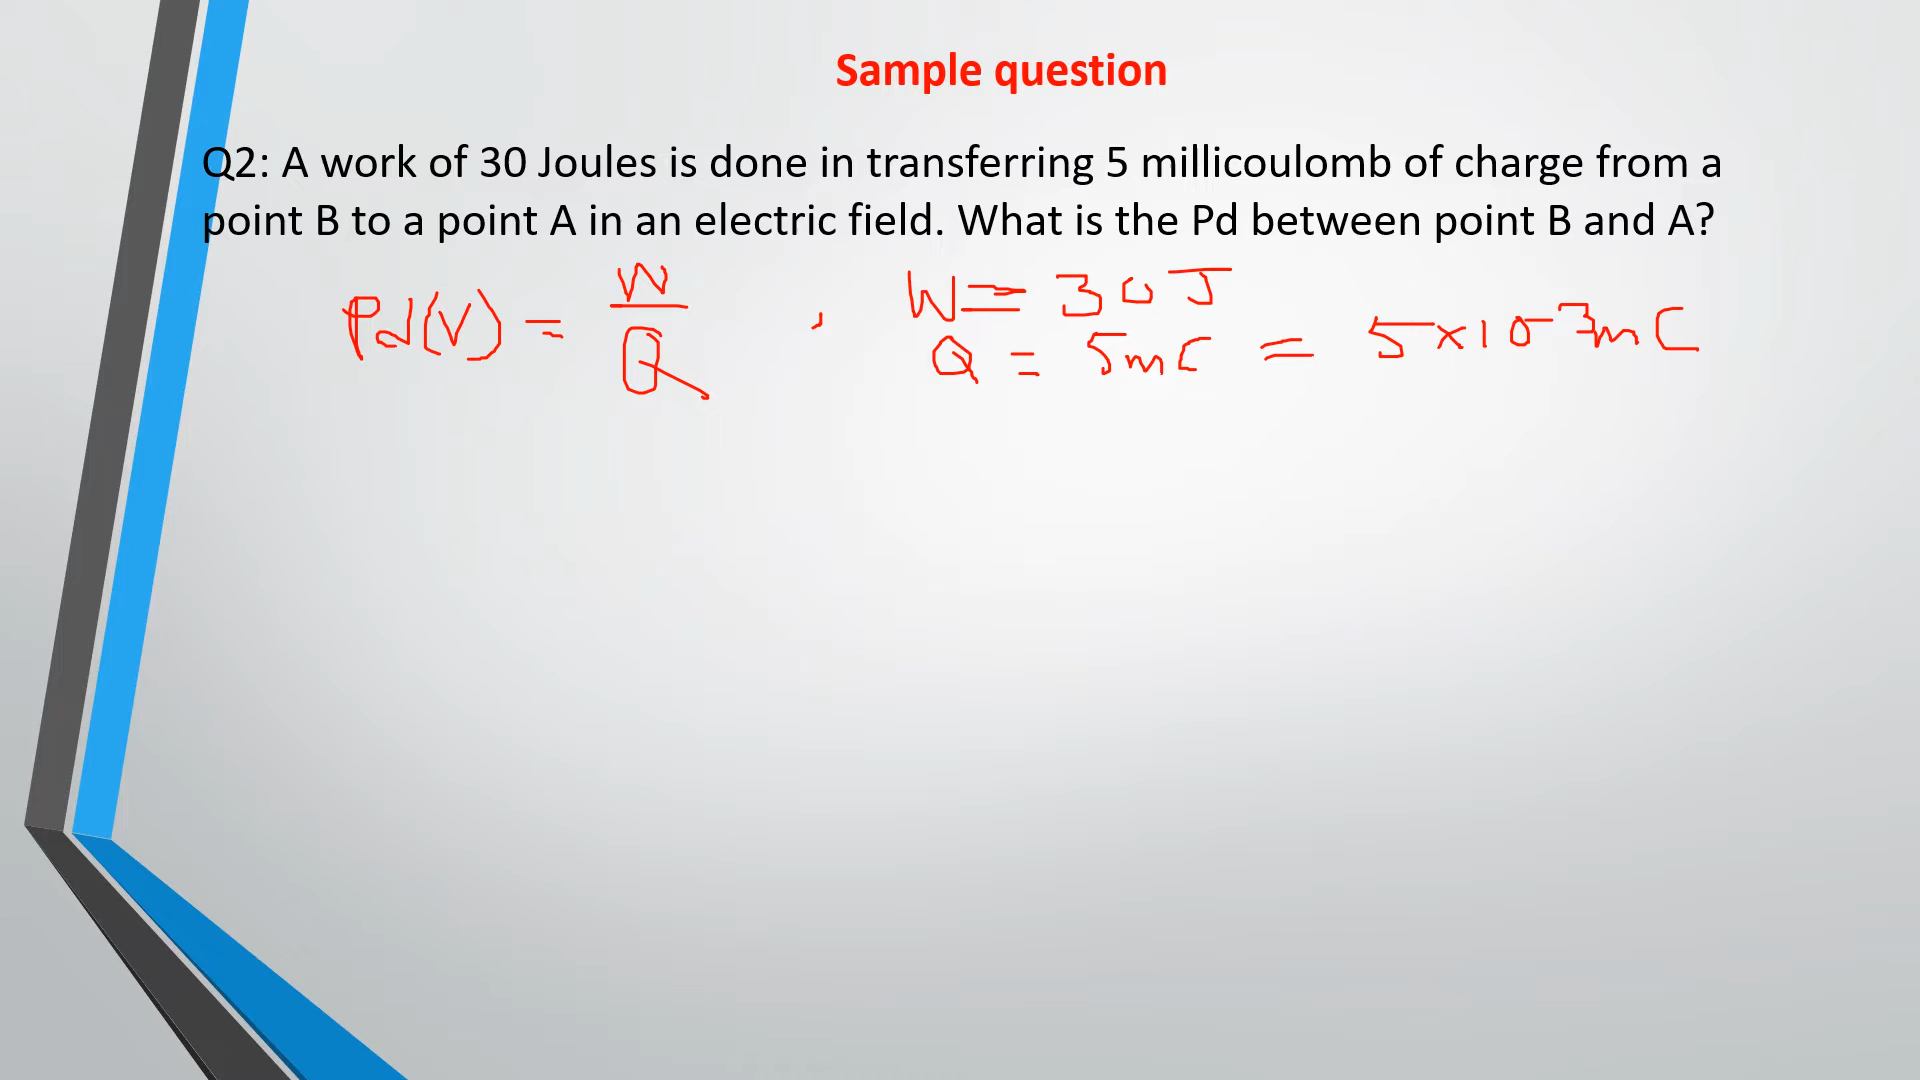 Sample question
Q2: A work of 30 Joules is done in transferring 5 millicoulomb of charge from a
point B to a point A in an electric field. What is the Pd between point B and A?
Pd(V) = W/Q
W = 30J
Q = 5mC = 5×10⁻³mC